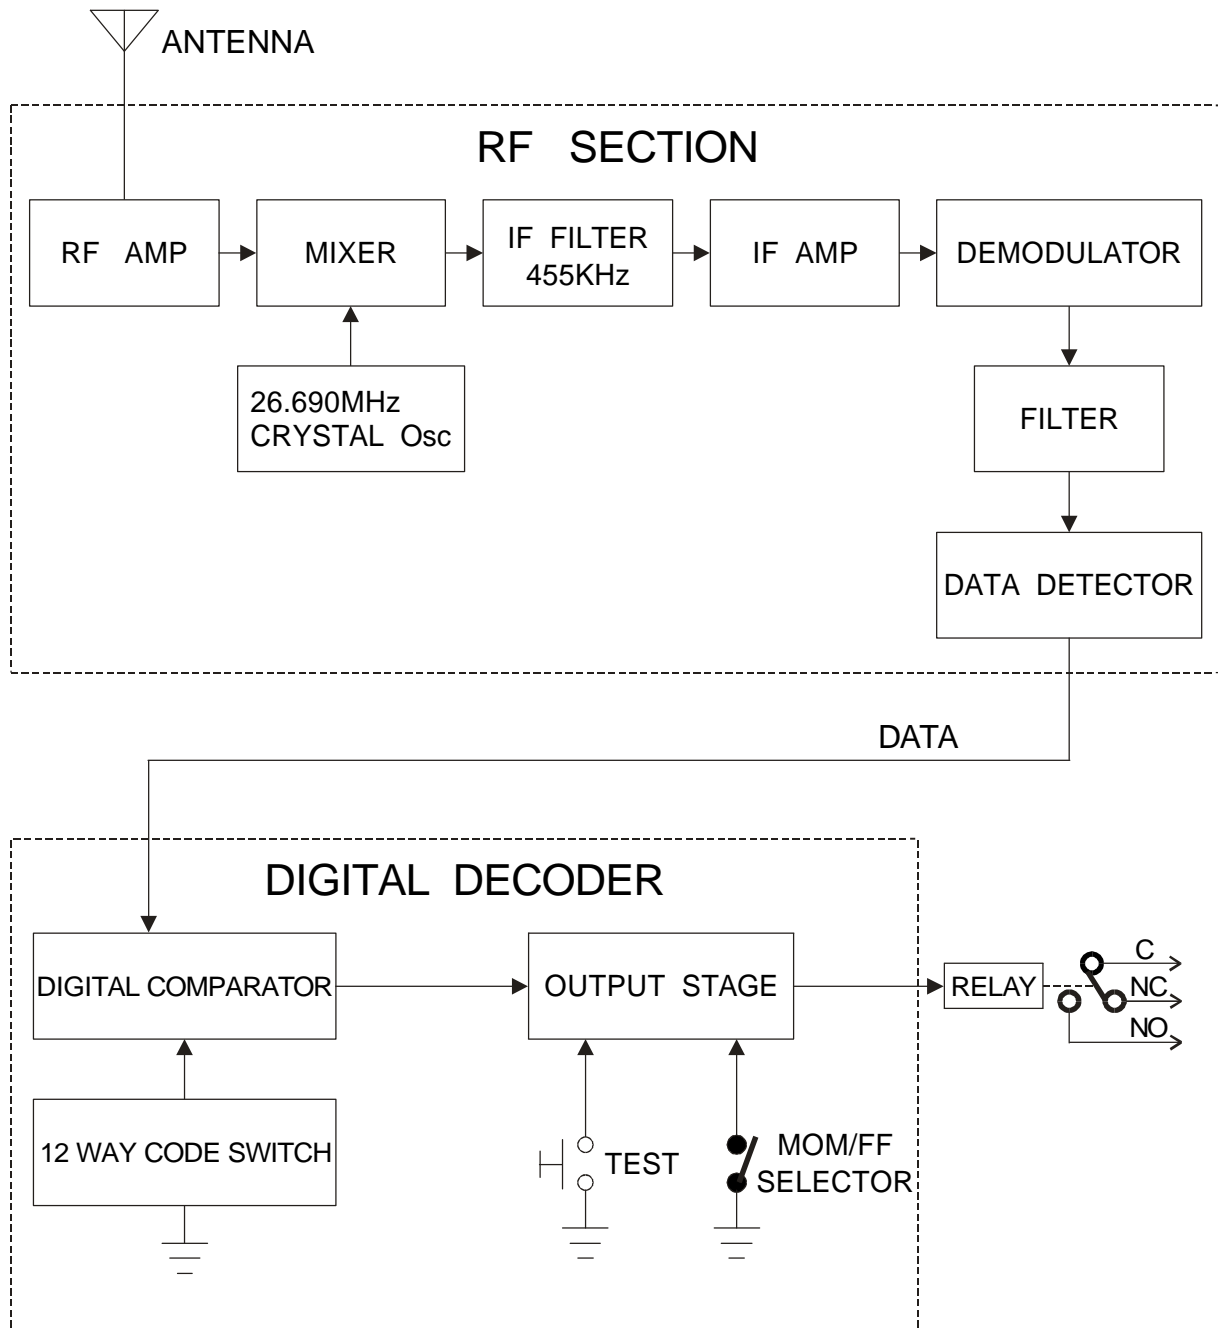 ANTENNA
RF SECTION
RF AMP
MIXER
IF FILTER
455KHz
IF AMP
DEMODULATOR
26.690MHz
CRYSTAL Osc
FILTER
DATA DETECTOR
DATA
DIGITAL DECODER
DIGITAL COMPARATOR
OUTPUT STAGE
RELAY
C
NC
NO
12 WAY CODE SWITCH
TEST
MOM/FF
SELECTOR